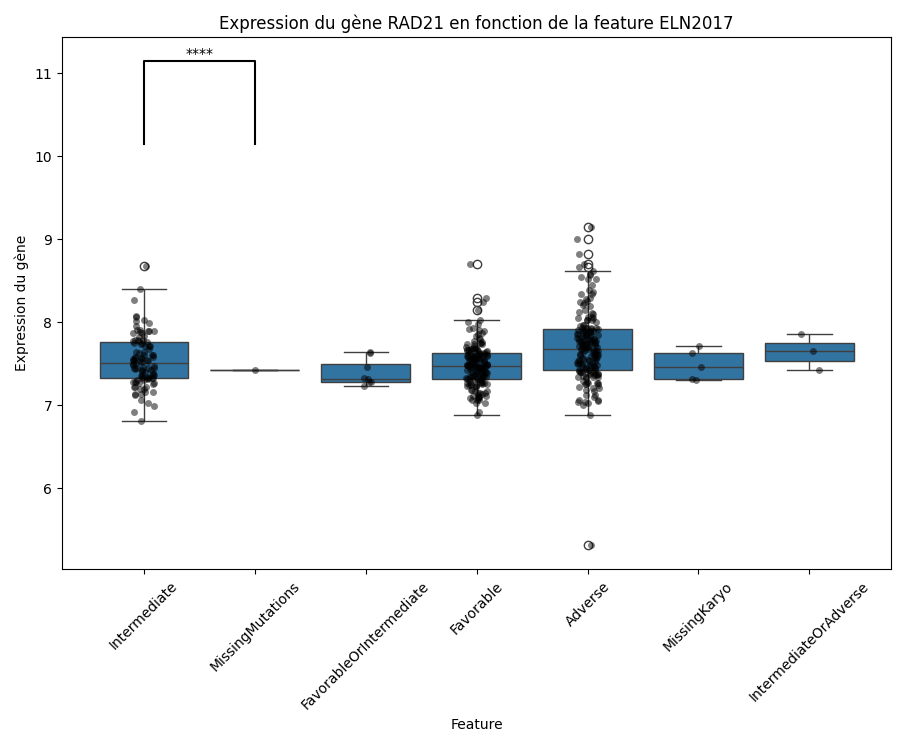 Expression du gène RAD21 en fonction de la feature ELN2017
****
11
10
9
8
7
6
Expression du gène
Intermediate
MissingMutations
FavorableOrIntermediate
Favorable
Adverse
MissingKaryo
IntermediateOrAdverse
Feature